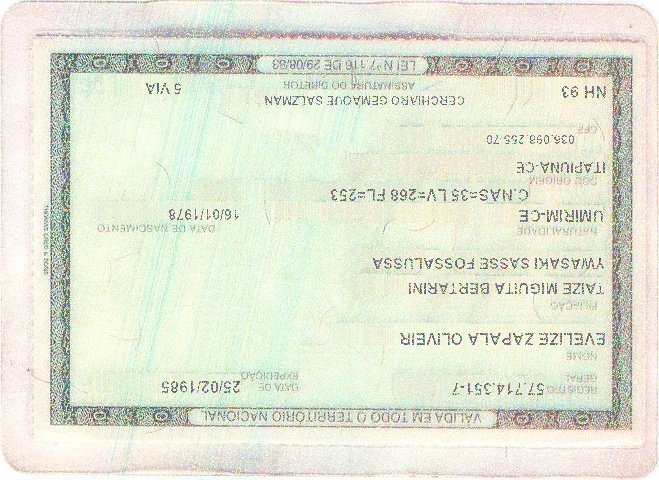 VÁLIDA EM TODO O TERRITÓRIO NACIONAL
REGISTRO GERAL 57.714.351-7 DATA DE EXPEDIÇÃO 25/02/1985
NOME
EVELIZE ZAPALA OLIVEIR
FILIAÇÃO
TAIZE MIGUITA BERTARINI
YWASAKI SASSE FOSSALUSSA
NATURALIDADE DATA DE NASCIMENTO
UMIRIM-CE 16/01/1978
DOC ORIGEM C.NAS=35 LV=268 FL=253
ITAPIUNA-CE
CPF
036.098.255-70
CERCHIARO GEMAQUE SALZMAN
NH 93 ASSINATURA DO DIRETOR 5 VIA
LEI Nº 7.116 DE 29/08/83